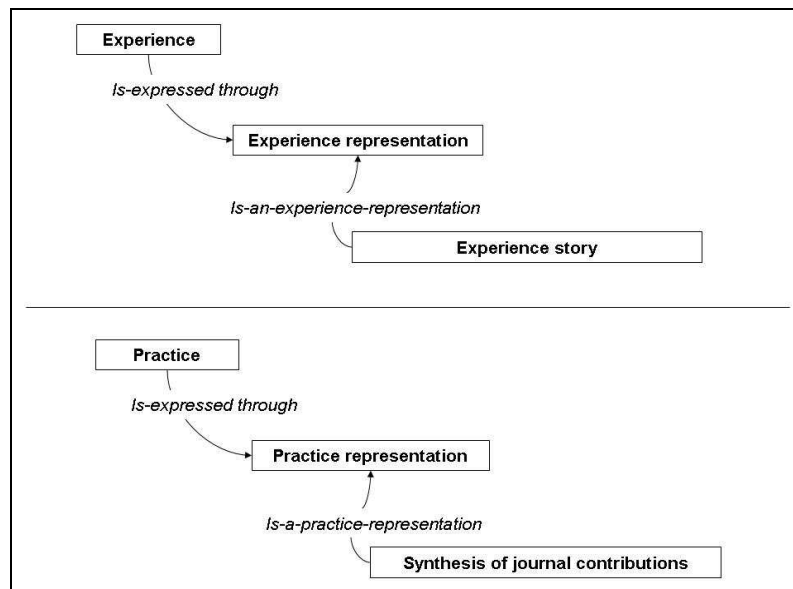 Experience
Is-expressed through
Experience representation
Is-an-experience-representation
Experience story
Practice
Is-expressed through
Practice representation
Is-a-practice-representation
Synthesis of journal contributions